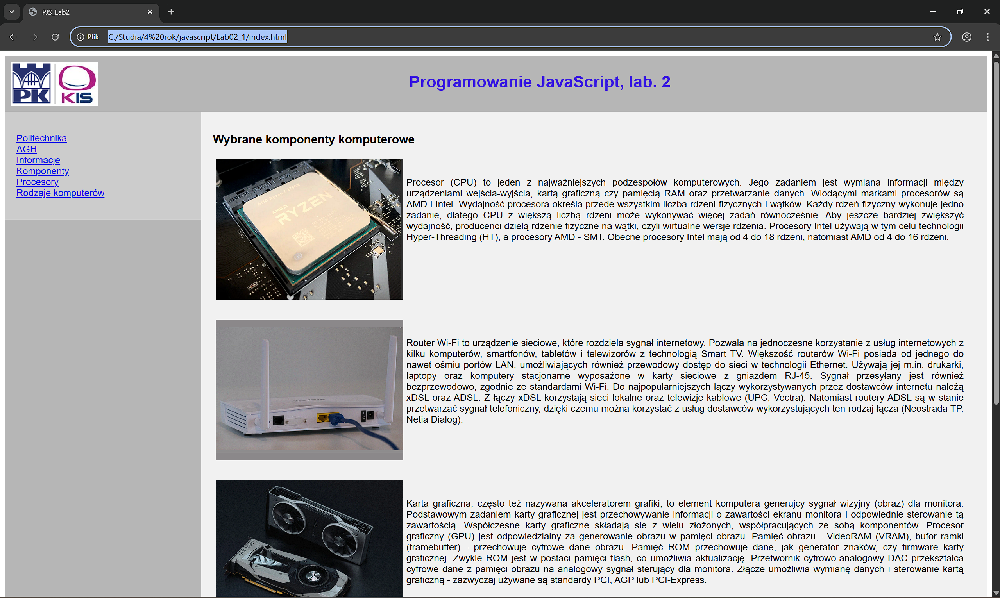 PJS_Lab2
Plik C:/Studia/4%20rok/javascript/Lab02_1/index.html
PK KIS
Programowanie JavaScript, lab. 2
Politechnika
AGH
Informacje
Komponenty
Procesory
Rodzaje komputerów
Wybrane komponenty komputerowe
SOCKET AM4
AMD Ryzen 7 3700X
AMD
RYZEN
CPU1
Procesor (CPU) to jeden z najważniejszych podzespołów komputerowych. Jego zadaniem jest wymiana informacji między
urządzeniami wejścia-wyjścia, kartą graficzną czy pamięcią RAM oraz przetwarzanie danych. Wiodącymi markami procesorów są
AMD i Intel. Wydajność procesora określa przede wszystkim liczba rdzeni fizycznych i wątków. Każdy rdzeń fizyczny wykonuje jedno
zadanie, dlatego CPU z większą liczbą rdzeni może wykonywać więcej zadań równocześnie. Aby jeszcze bardziej zwiększyć
wydajność, producenci dzielą rdzenie fizyczne na wątki, czyli wirtualne wersje rdzenia. Procesory Intel używają w tym celu technologii
Hyper-Threading (HT), a procesory AMD - SMT. Obecne procesory Intel mają od 4 do 18 rdzeni, natomiast AMD od 4 do 16 rdzeni.
Router Wi-Fi to urządzenie sieciowe, które rozdziela sygnał internetowy. Pozwala na jednoczesne korzystanie z usług internetowych z
kilku komputerów, smartfonów, tabletów i telewizorów z technologią Smart TV. Większość routerów Wi-Fi posiada od jednego do
nawet ośmiu portów LAN, umożliwiających również przewodowy dostęp do sieci w technologii Ethernet. Używają jej m.in. drukarki,
laptopy oraz komputery stacjonarne wyposażone w karty sieciowe z gniazdem RJ-45. Sygnał przesyłany jest również
bezprzewodowo, zgodnie ze standardami Wi-Fi. Do najpopularniejszych łączy wykorzystywanych przez dostawców internetu należą
xDSL oraz ADSL. Z łączy xDSL korzystają sieci lokalne oraz telewizje kablowe (UPC, Vectra). Natomiast routery ADSL są w stanie
przetwarzać sygnał telefoniczny, dzięki czemu można korzystać z usług dostawców wykorzystujących ten rodzaj łącza (Neostrada TP,
Netia Dialog).
GTX 1080
Karta graficzna, często też nazywana akceleratorem grafiki, to element komputera generujcy sygnał wizyjny (obraz) dla monitora.
Podstawowym zadaniem karty graficznej jest przechowywanie informacji o zawartości ekranu monitora i odpowiednie sterowanie tą
zawartością. Współczesne karty graficzne składają sie z wielu złożonych, współpracujących ze sobą komponentów. Procesor
graficzny (GPU) jest odpowiedzialny za generowanie obrazu w pamięci obrazu. Pamięć obrazu - VideoRAM (VRAM), bufor ramki
(framebuffer) - przechowuje cyfrowe dane obrazu. Pamięć ROM przechowuje dane, jak generator znaków, czy firmware karty
graficznej. Zwykle ROM jest w postaci pamięci flash, co umożliwia aktualizację. Przetwornik cyfrowo-analogowy DAC przekształca
cyfrowe dane z pamięci obrazu na analogowy sygnał sterujący dla monitora. Złącze umożliwia wymianę danych i sterowanie kartą
graficzną - zazwyczaj używane są standardy PCI, AGP lub PCI-Express.